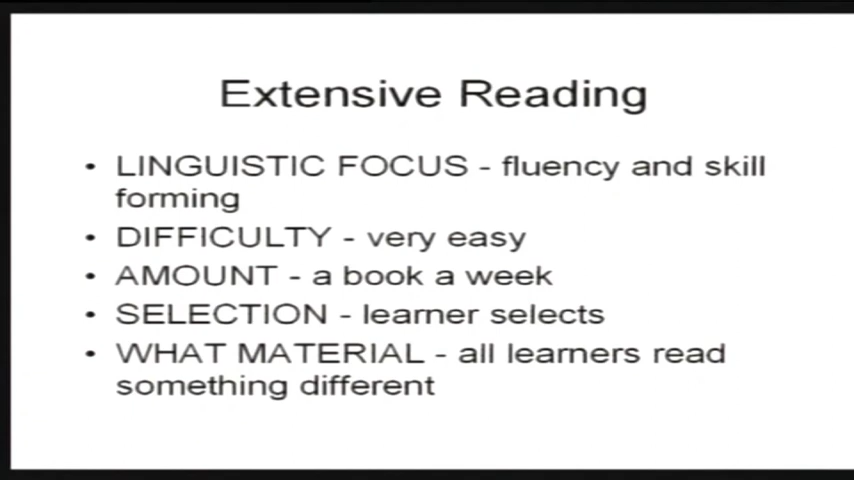 Extensive Reading
• LINGUISTIC FOCUS - fluency and skill
forming
• DIFFICULTY - very easy
• AMOUNT - a book a week
• SELECTION - learner selects
• WHAT MATERIAL - all learners read
something different